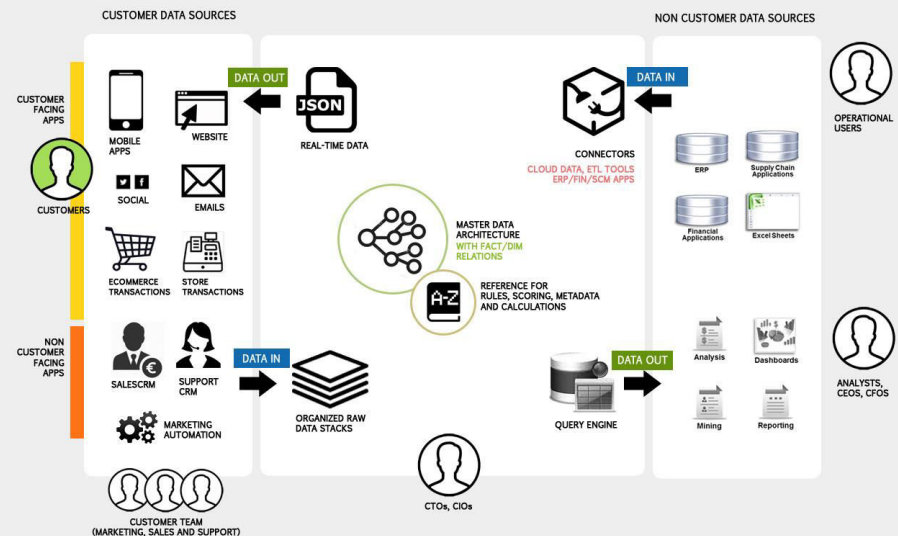 CUSTOMER DATA SOURCES
NON CUSTOMER DATA SOURCES
CUSTOMER
FACING
APPS
CUSTOMERS
MOBILE
APPS
WEBSITE
SOCIAL
EMAILS
ECOMMERCE
TRANSACTIONS
STORE
TRANSACTIONS
NON
CUSTOMER
FACING
APPS
SALESCRM
€
SUPPORT
CRM
MARKETING
AUTOMATION
CUSTOMER TEAM
(MARKETING, SALES AND SUPPORT)
DATA OUT
JSON
REAL-TIME DATA
DATA IN
CONNECTORS
CLOUD DATA, ETL TOOLS
ERP/FIN/SCM APPS
MASTER DATA
ARCHITECTURE
WITH FACT/DIM
RELATIONS
A-Z
REFERENCE FOR
RULES, SCORING, METADATA
AND CALCULATIONS
DATA IN
ORGANIZED RAW
DATA STACKS
DATA OUT
QUERY ENGINE
CTOs, CIOs
ERP
Supply Chain
Applications
Financial
Applications
Excel Sheets
Analysis
Dashboards
Mining
Reporting
OPERATIONAL
USERS
ANALYSTS,
CEOS, CFOS